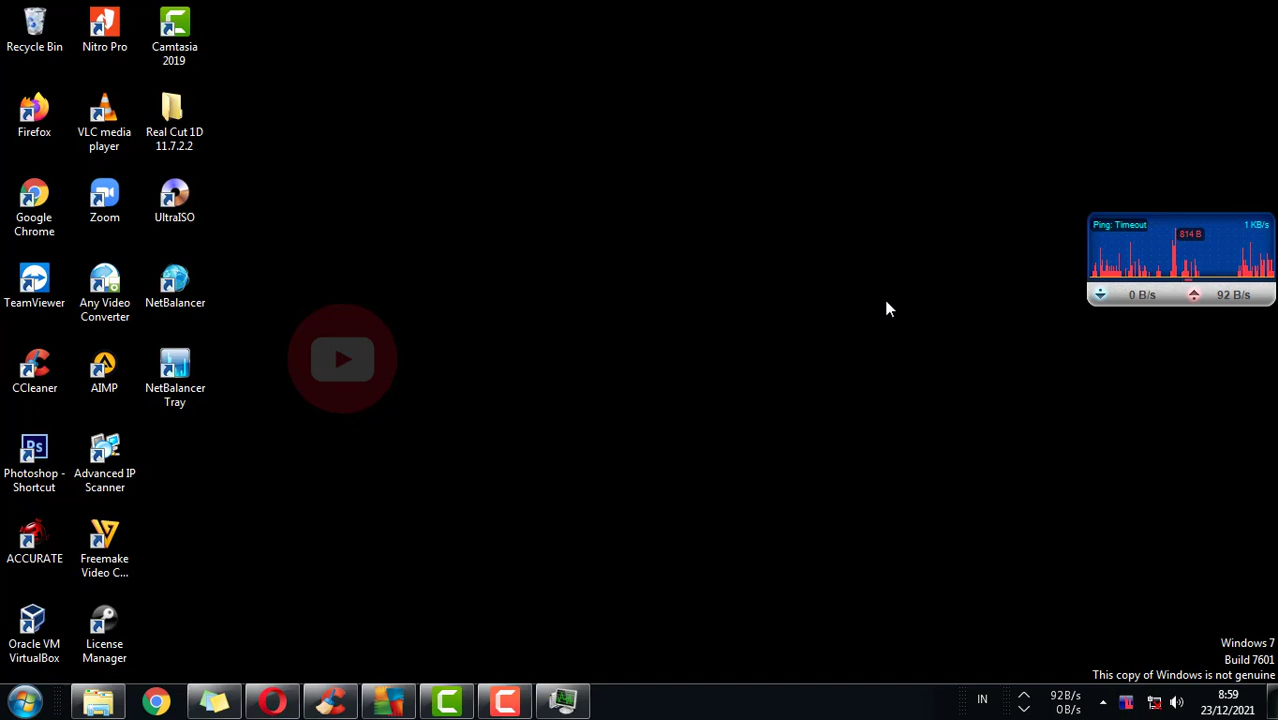 Recycle Bin
Nitro Pro
Camtasia
2019
Firefox
VLC media
player
Real Cut 1D
11.7.2.2
Google
Chrome
Zoom
UltraISO
TeamViewer
Any Video
Converter
NetBalancer
CCleaner
AIMP
NetBalancer
Tray
Ps
Photoshop -
Shortcut
Advanced IP
Scanner
ACCURATE
Freemake
Video C...
Oracle VM
VirtualBox
License
Manager
Ping: Timeout
1 KB/s
814 B
0 B/s
92 B/s
Windows 7
Build 7601
This copy of Windows is not genuine
IN
92B/s
0B/s
8:59
23/12/2021